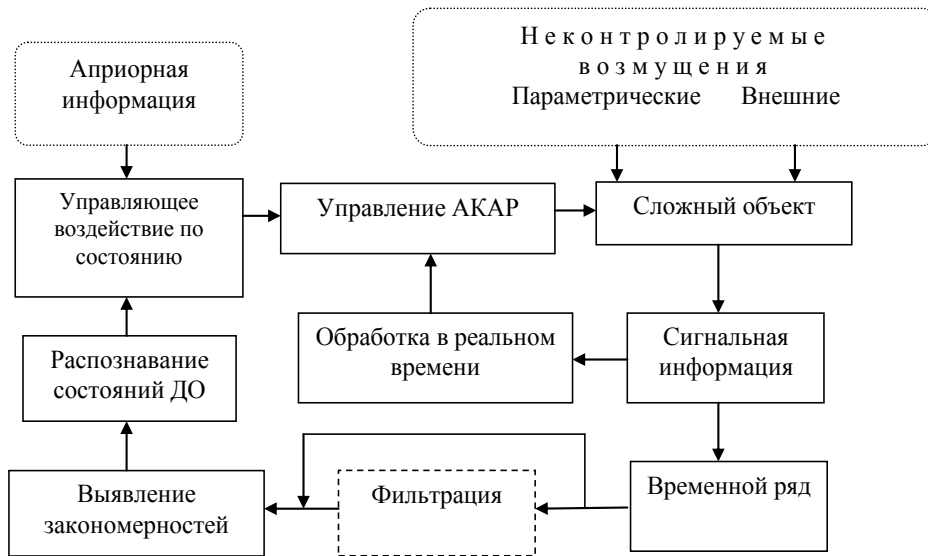 Априорная
информация
Н е к о н т р о л и р у е м ы е
в о з м у щ е н и я
Параметрические Внешние
Управляющее
воздействие по
состоянию
Управление АКАР
Сложный объект
Обработка в реальном
времени
Сигнальная
информация
Распознавание
состояний ДО
Выявление
закономерностей
Фильтрация
Временной ряд